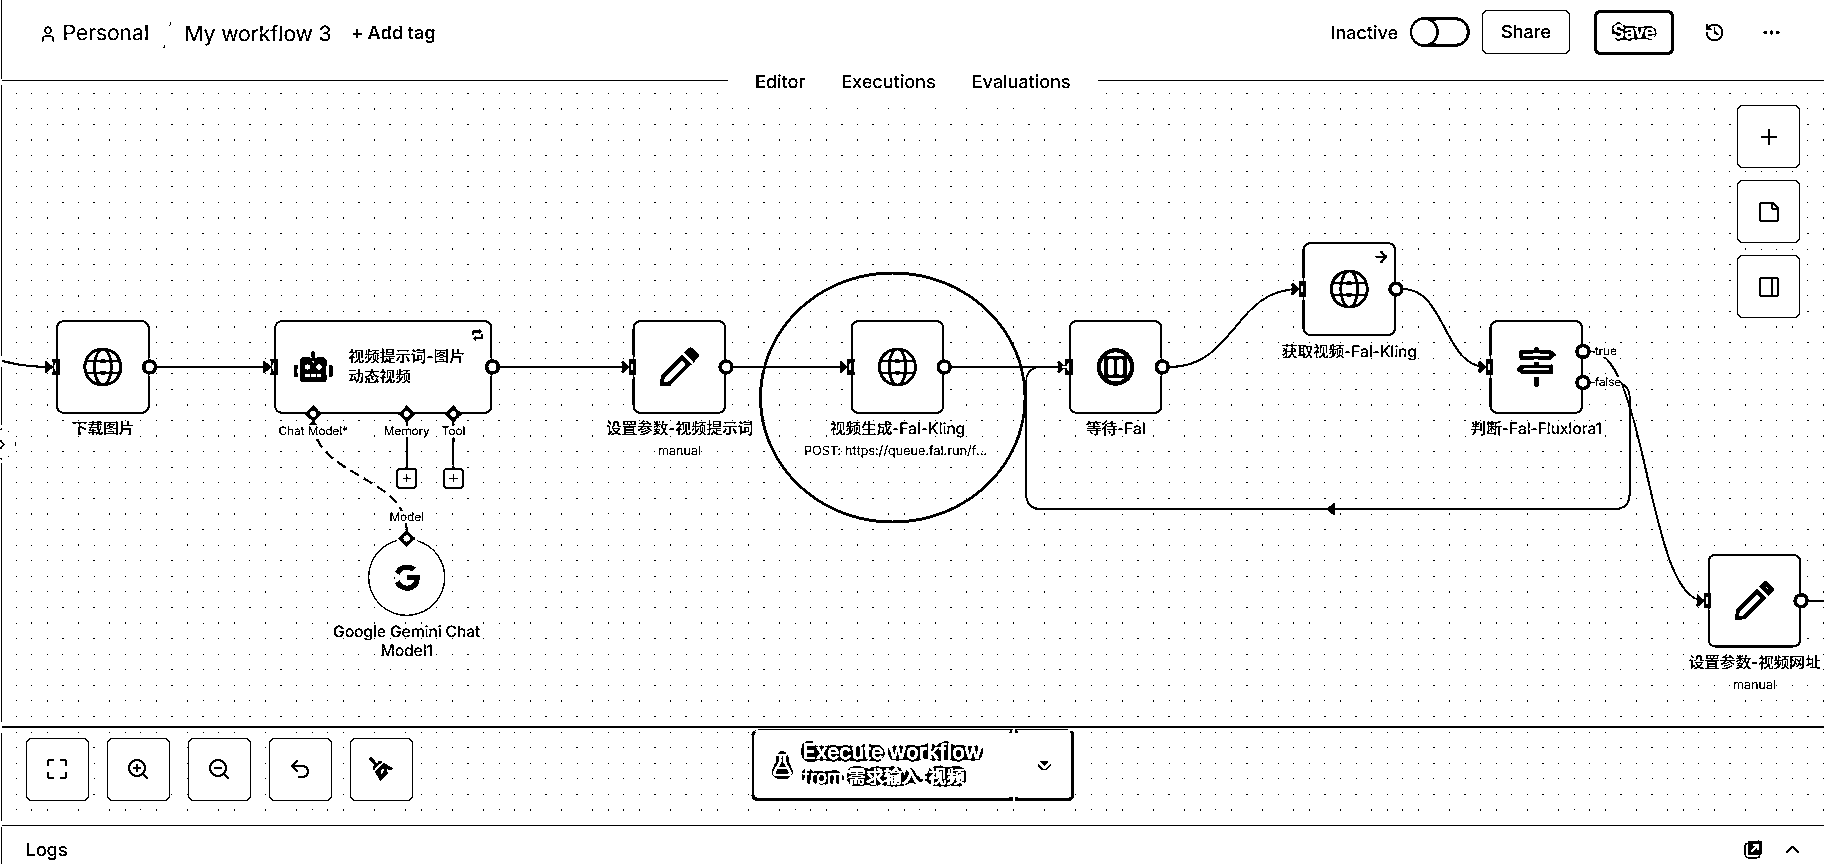 Personal
My workflow 3
+ Add tag
Inactive
Share
Save
Editor
Executions
Evaluations
下载图片
视频提示词-图片
动态视频
Chat Model*
Memory
Tool
Model
Google Gemini Chat
Model1
设置参数-视频提示词
manual
视频生成-Fal-Kling
POST: https://queue.fal.run/f...
等待-Fal
获取视频-Fal-Kling
true
false
判断-Fal-Fluxlora1
设置参数-视频网址
manual
Execute workflow
from 需求输入-视频
Logs